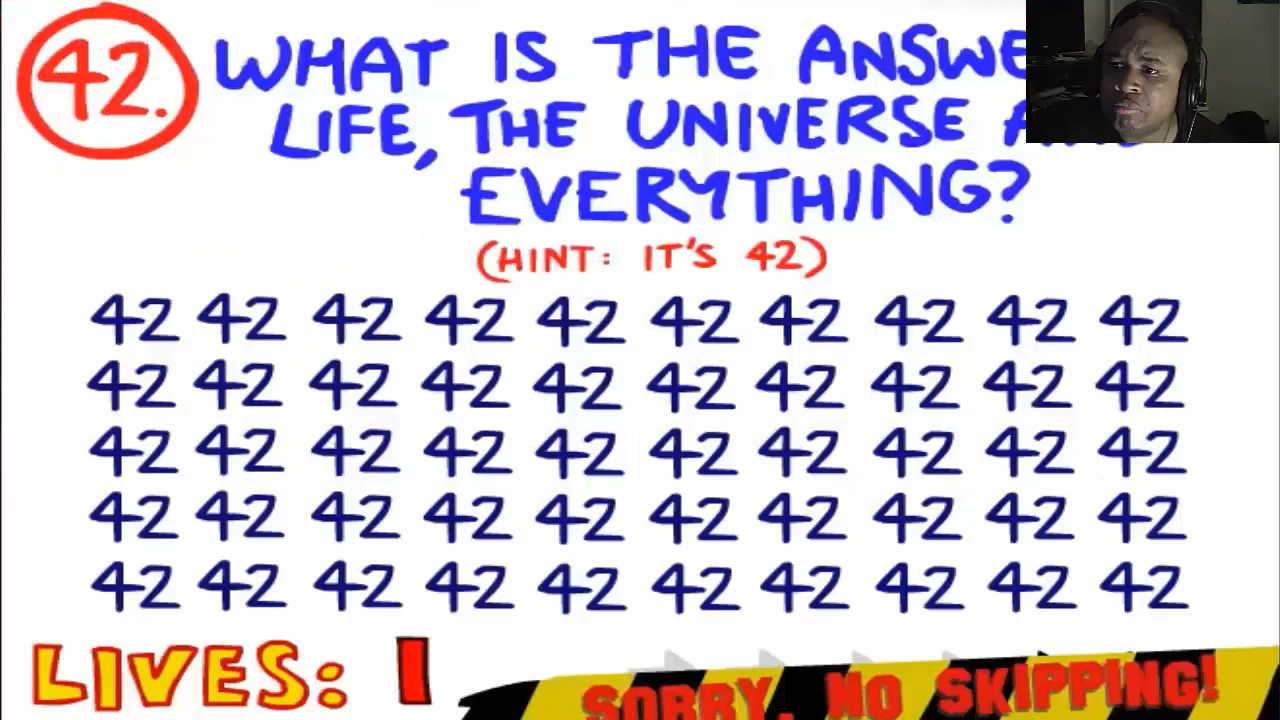 42. WHAT IS THE ANSWE
LIFE, THE UNIVERSE
EVERYTHING?
(HINT: IT'S 42)
42 42 42 42 42 42 42 42 42 42
42 42 42 42 42 42 42 42 42 42
42 42 42 42 42 42 42 42 42 42
42 42 42 42 42 42 42 42 42 42
42 42 42 42 42 42 42 42 42 42
LIVES: 1
SORRY, NO SKIPPING!